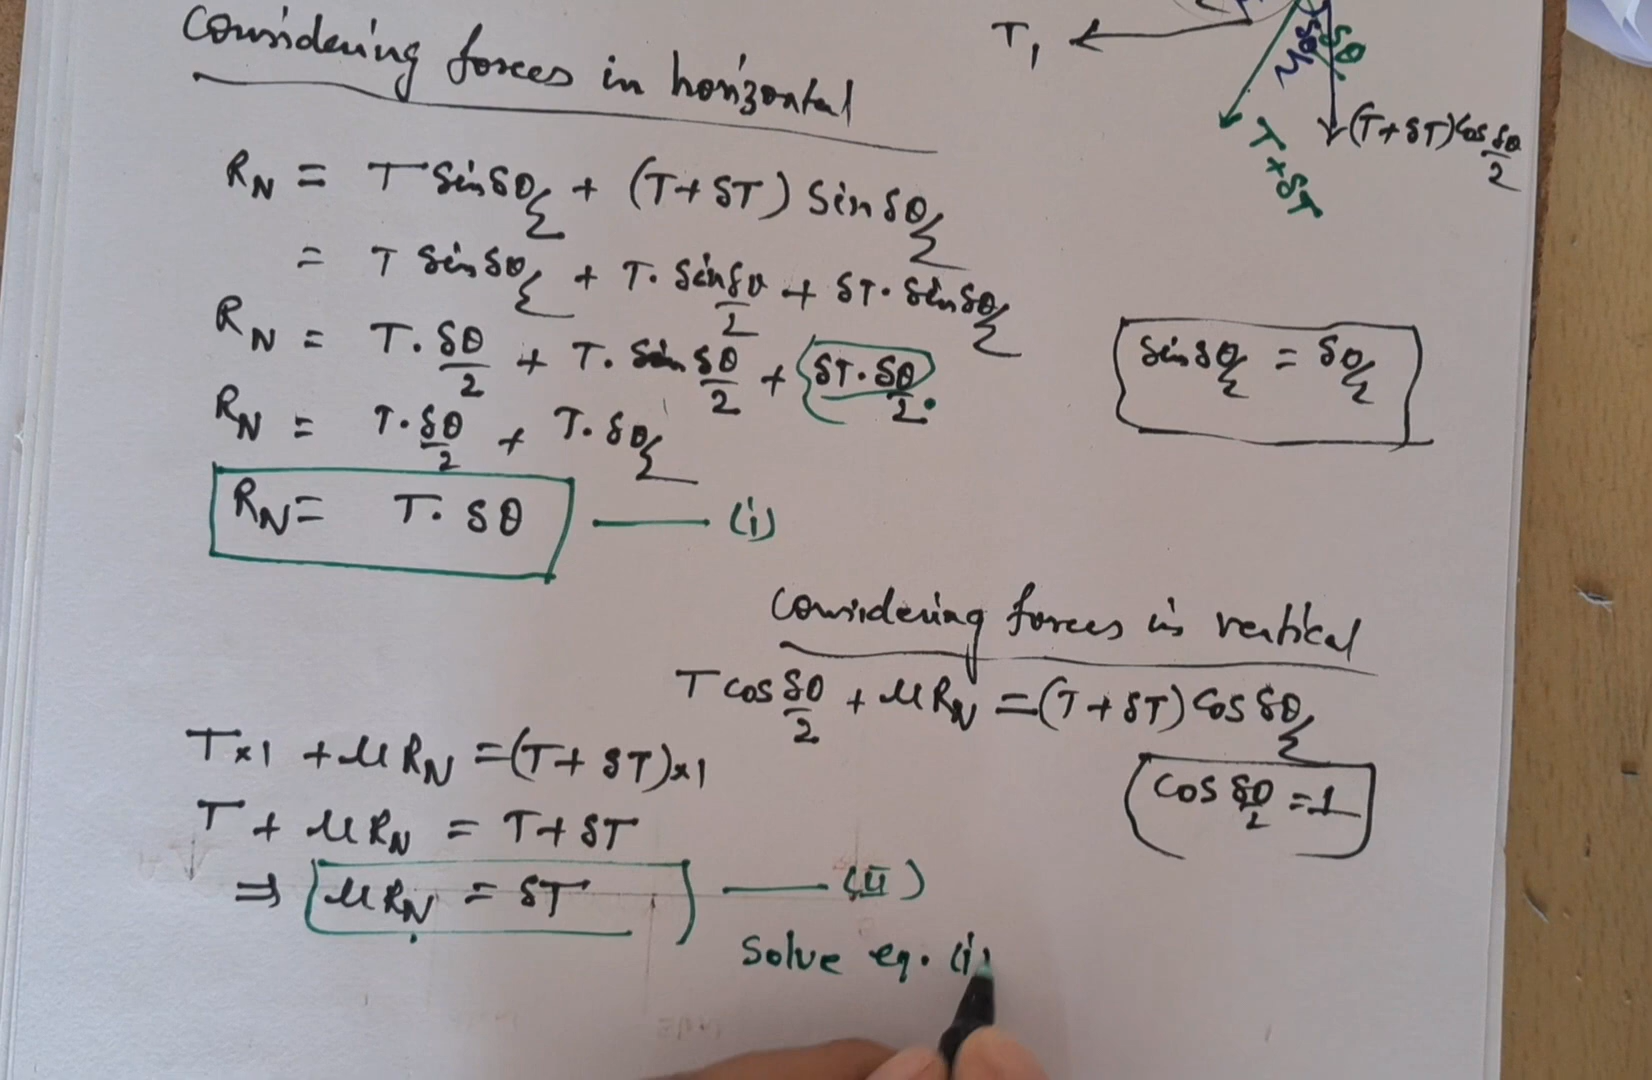 Considering forces in horizontal
T₁
δθ/2
δθ/2
T+δT
(T+δT)cos δθ/2
R_N = T sin δθ/2 + (T+δT) sin δθ/2
= T sin δθ/2 + T. sin δθ/2 + δT. sin δθ/2
R_N = T. δθ/2 + T. sin δθ/2 + δT. δθ/2.
sin δθ/2 = δθ/2
R_N = T. δθ/2 + T. δθ/2
R_N = T. δθ —— (i)
Considering forces in vertical
T cos δθ/2 + μR_N = (T+δT) cos δθ/2
T×1 + μR_N = (T+δT)×1
cos δθ/2 = 1
T + μR_N = T+δT
⇒ μR_N = δT —— (ii)
Solve eq. (i)